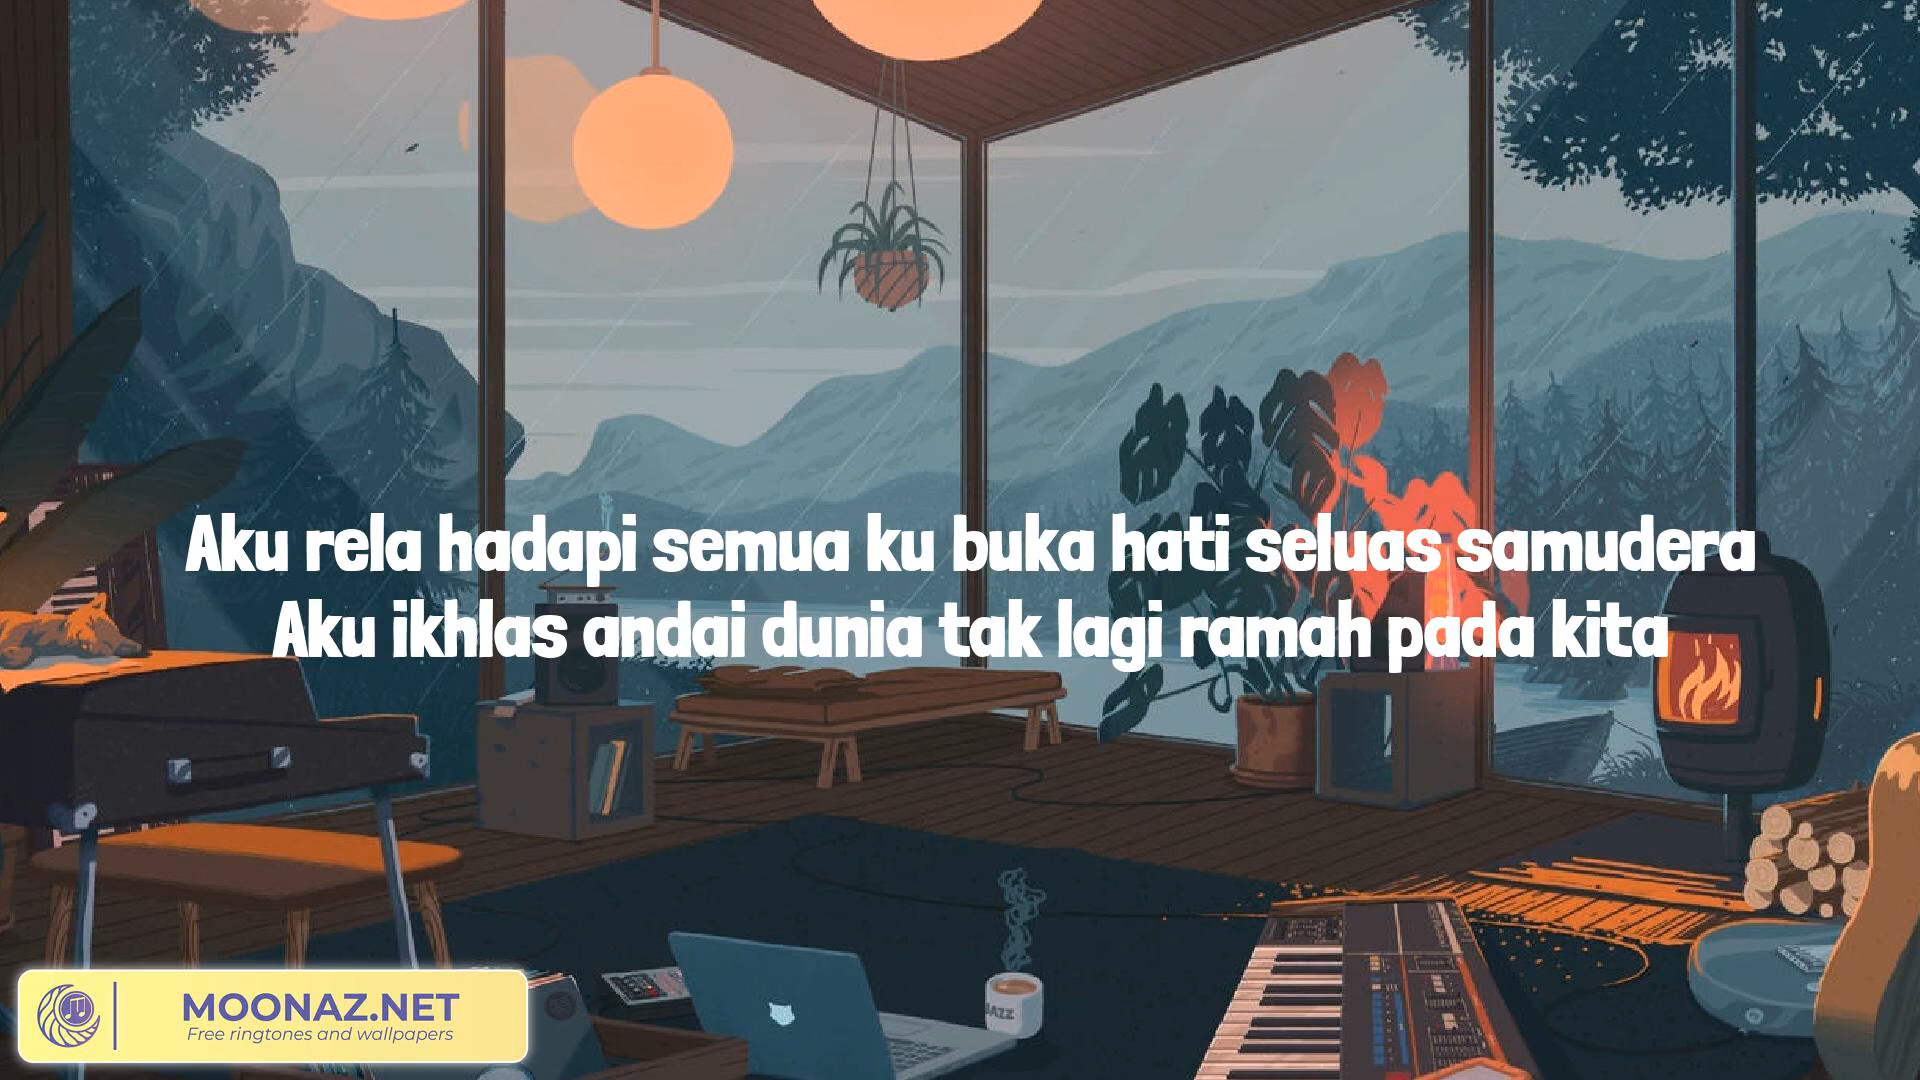 Aku rela hadapi semua ku buka hati seluas samudera
Aku ikhlas andai dunia tak lagi ramah pada kita
JAZZ
MOONAZ.NET
Free ringtones and wallpapers